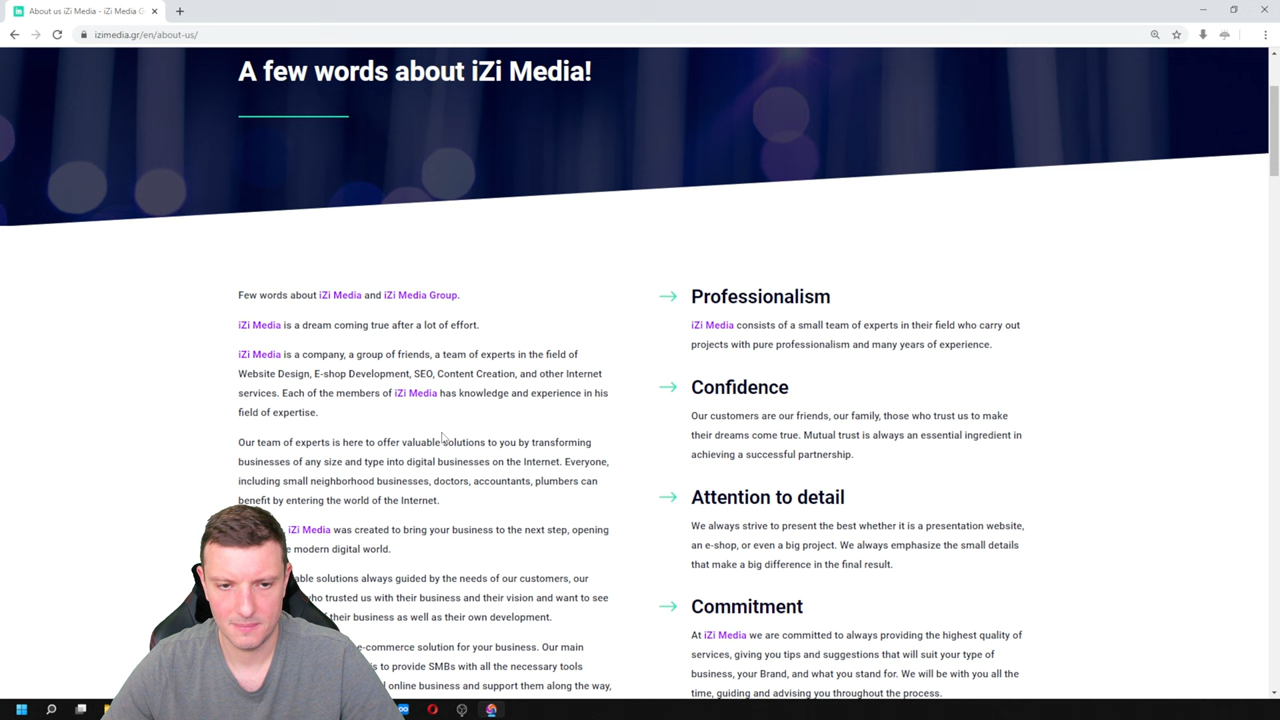 About us iZi Media - iZi Media G
izimedia.gr/en/about-us/
A few words about iZi Media!
Few words about iZi Media and iZi Media Group.
iZi Media is a dream coming true after a lot of effort.
iZi Media is a company, a group of friends, a team of experts in the field of
Website Design, E-shop Development, SEO, Content Creation, and other Internet
services. Each of the members of iZi Media has knowledge and experience in his
field of expertise.
Our team of experts is here to offer valuable solutions to you by transforming
businesses of any size and type into digital businesses on the Internet. Everyone,
including small neighborhood businesses, doctors, accountants, plumbers can
benefit by entering the world of the Internet.
iZi Media was created to bring your business to the next step, opening
modern digital world.
solutions always guided by the needs of our customers, our
who trusted us with their business and their vision and want to see
their business as well as their own development.
e-commerce solution for your business. Our main
is to provide SMBs with all the necessary tools
online business and support them along the way,
Professionalism
iZi Media consists of a small team of experts in their field who carry out
projects with pure professionalism and many years of experience.
Confidence
Our customers are our friends, our family, those who trust us to make
their dreams come true. Mutual trust is always an essential ingredient in
achieving a successful partnership.
Attention to detail
We always strive to present the best whether it is a presentation website,
an e-shop, or even a big project. We always emphasize the small details
that make a big difference in the final result.
Commitment
At iZi Media we are committed to always providing the highest quality of
services, giving you tips and suggestions that will suit your type of
business, your Brand, and what you stand for. We will be with you all the
time, guiding and advising you throughout the process.